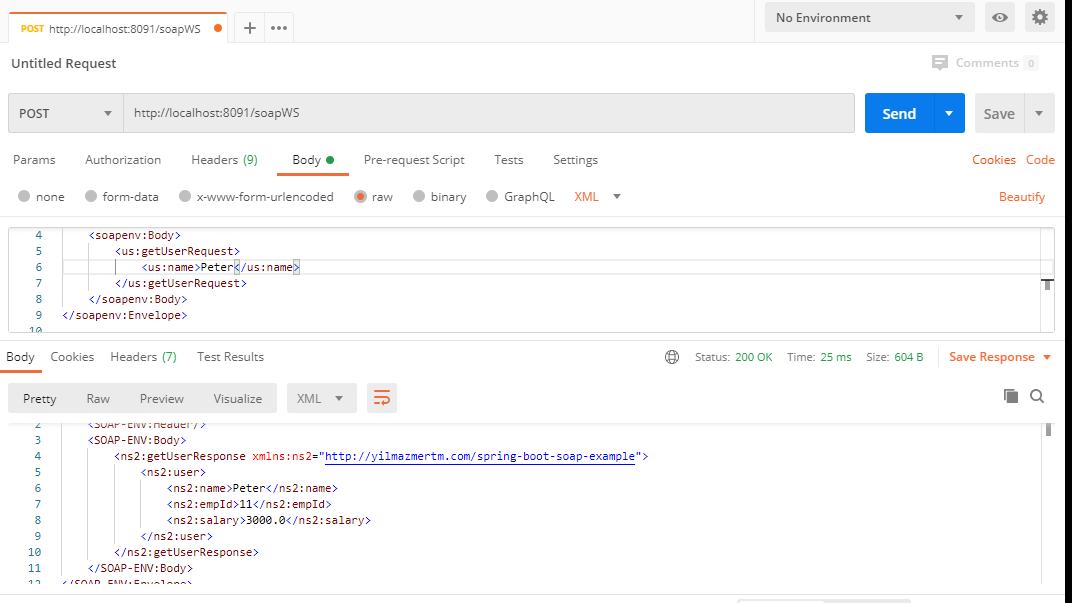 POST http://localhost:8091/soapWS
No Environment
Untitled Request
Comments 0
POST http://localhost:8091/soapWS Send Save
Params Authorization Headers (9) Body Pre-request Script Tests Settings Cookies Code
none form-data x-www-form-urlencoded raw binary GraphQL XML Beautify
4 <soapenv:Body>
5 <us:getUserRequest>
6 <us:name>Peter</us:name>
7 </us:getUserRequest>
8 </soapenv:Body>
9 </soapenv:Envelope>
10
Body Cookies Headers (7) Test Results Status: 200 OK Time: 25 ms Size: 604 B Save Response
Pretty Raw Preview Visualize XML
2 <SOAP-ENV:Header/>
3 <SOAP-ENV:Body>
4 <ns2:getUserResponse xmlns:ns2="http://yilmazmertm.com/spring-boot-soap-example">
5 <ns2:user>
6 <ns2:name>Peter</ns2:name>
7 <ns2:empId>11</ns2:empId>
8 <ns2:salary>3000.0</ns2:salary>
9 </ns2:user>
10 </ns2:getUserResponse>
11 </SOAP-ENV:Body>
12 </SOAP-ENV:Envelope>